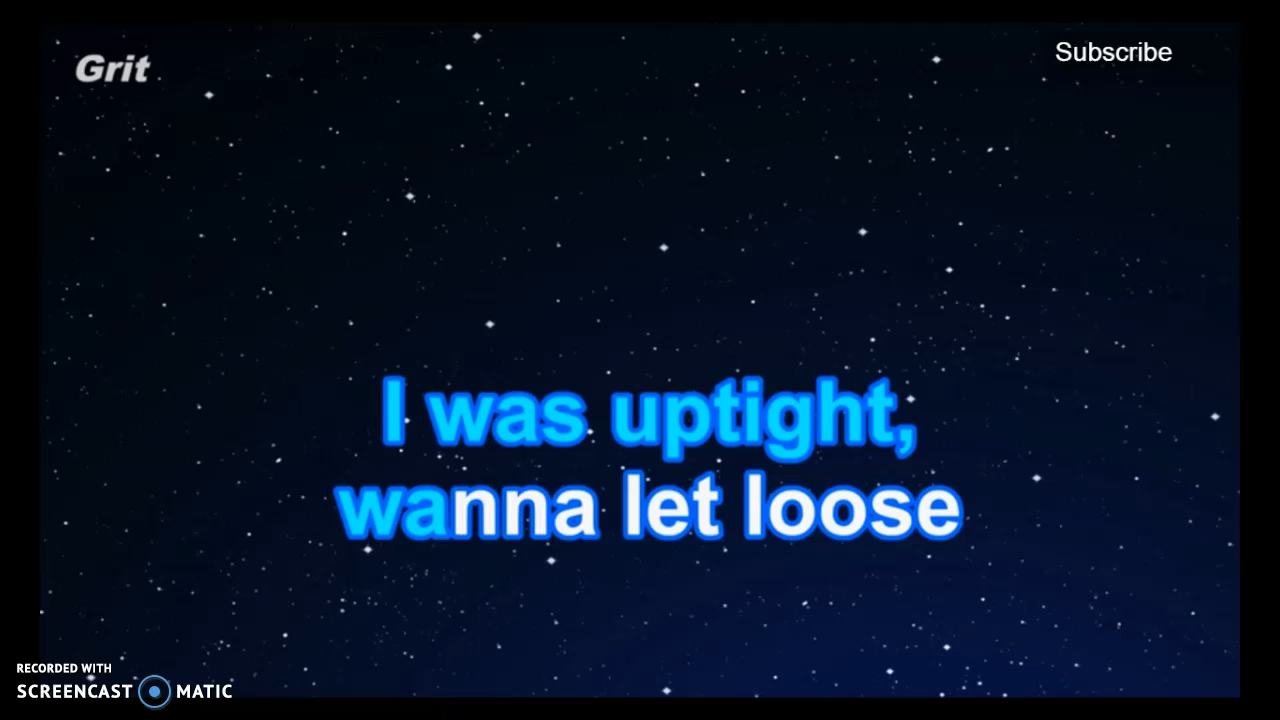 Grit
Subscribe
I was uptight,
wanna let loose
RECORDED WITH
SCREENCAST MATIC